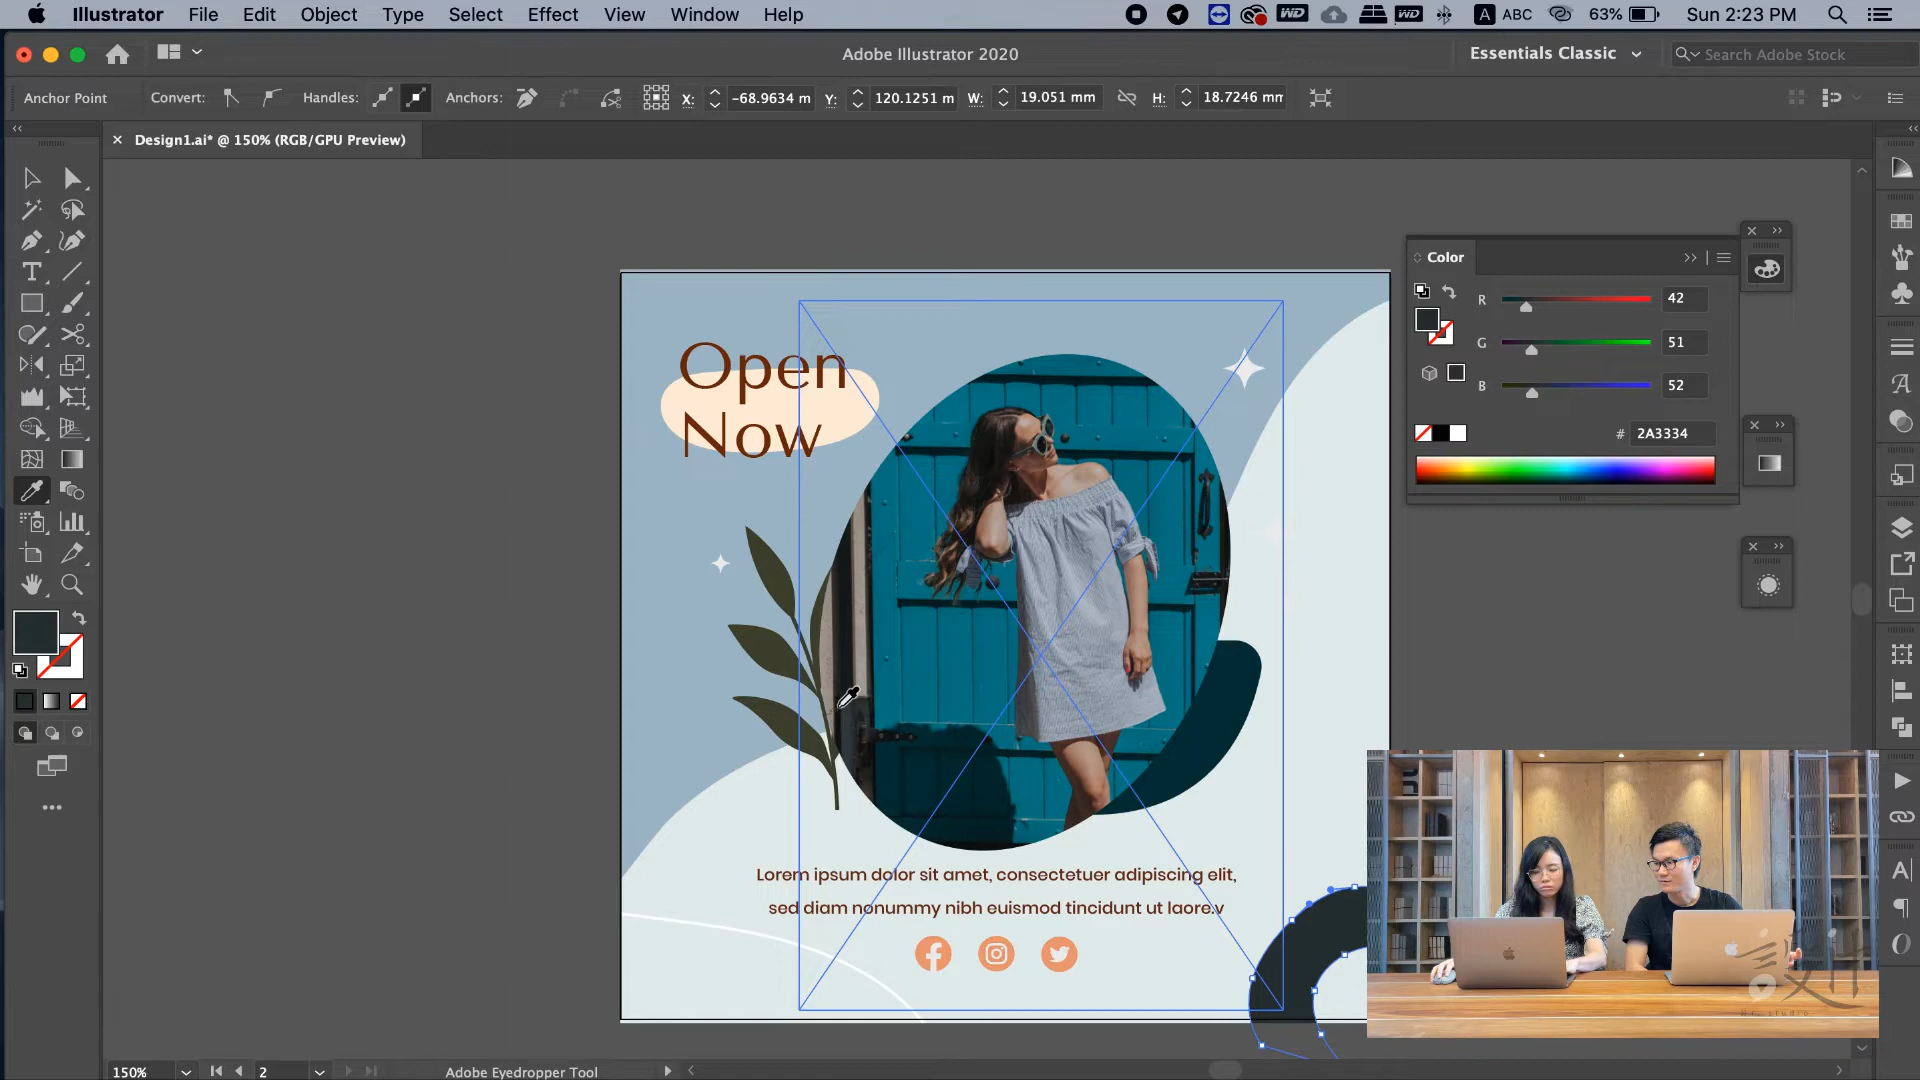 Illustrator File Edit Object Type Select Effect View Window Help
WD WD A ABC 63% Sun 2:23 PM
Adobe Illustrator 2020
Essentials Classic
Search Adobe Stock
Anchor Point Convert: Handles: Anchors: X: -68.9634 m Y: 120.1251 m W: 19.051 mm H: 18.7246 mm
Design1.ai* @ 150% (RGB/GPU Preview)
Color
R 42
G 51
B 52
# 2A3334
Open
Now
Lorem ipsum dolor sit amet, consectetuer adipiscing elit,
sed diam nonummy nibh euismod tincidunt ut laore.v
150% 2 Adobe Eyedropper Tool